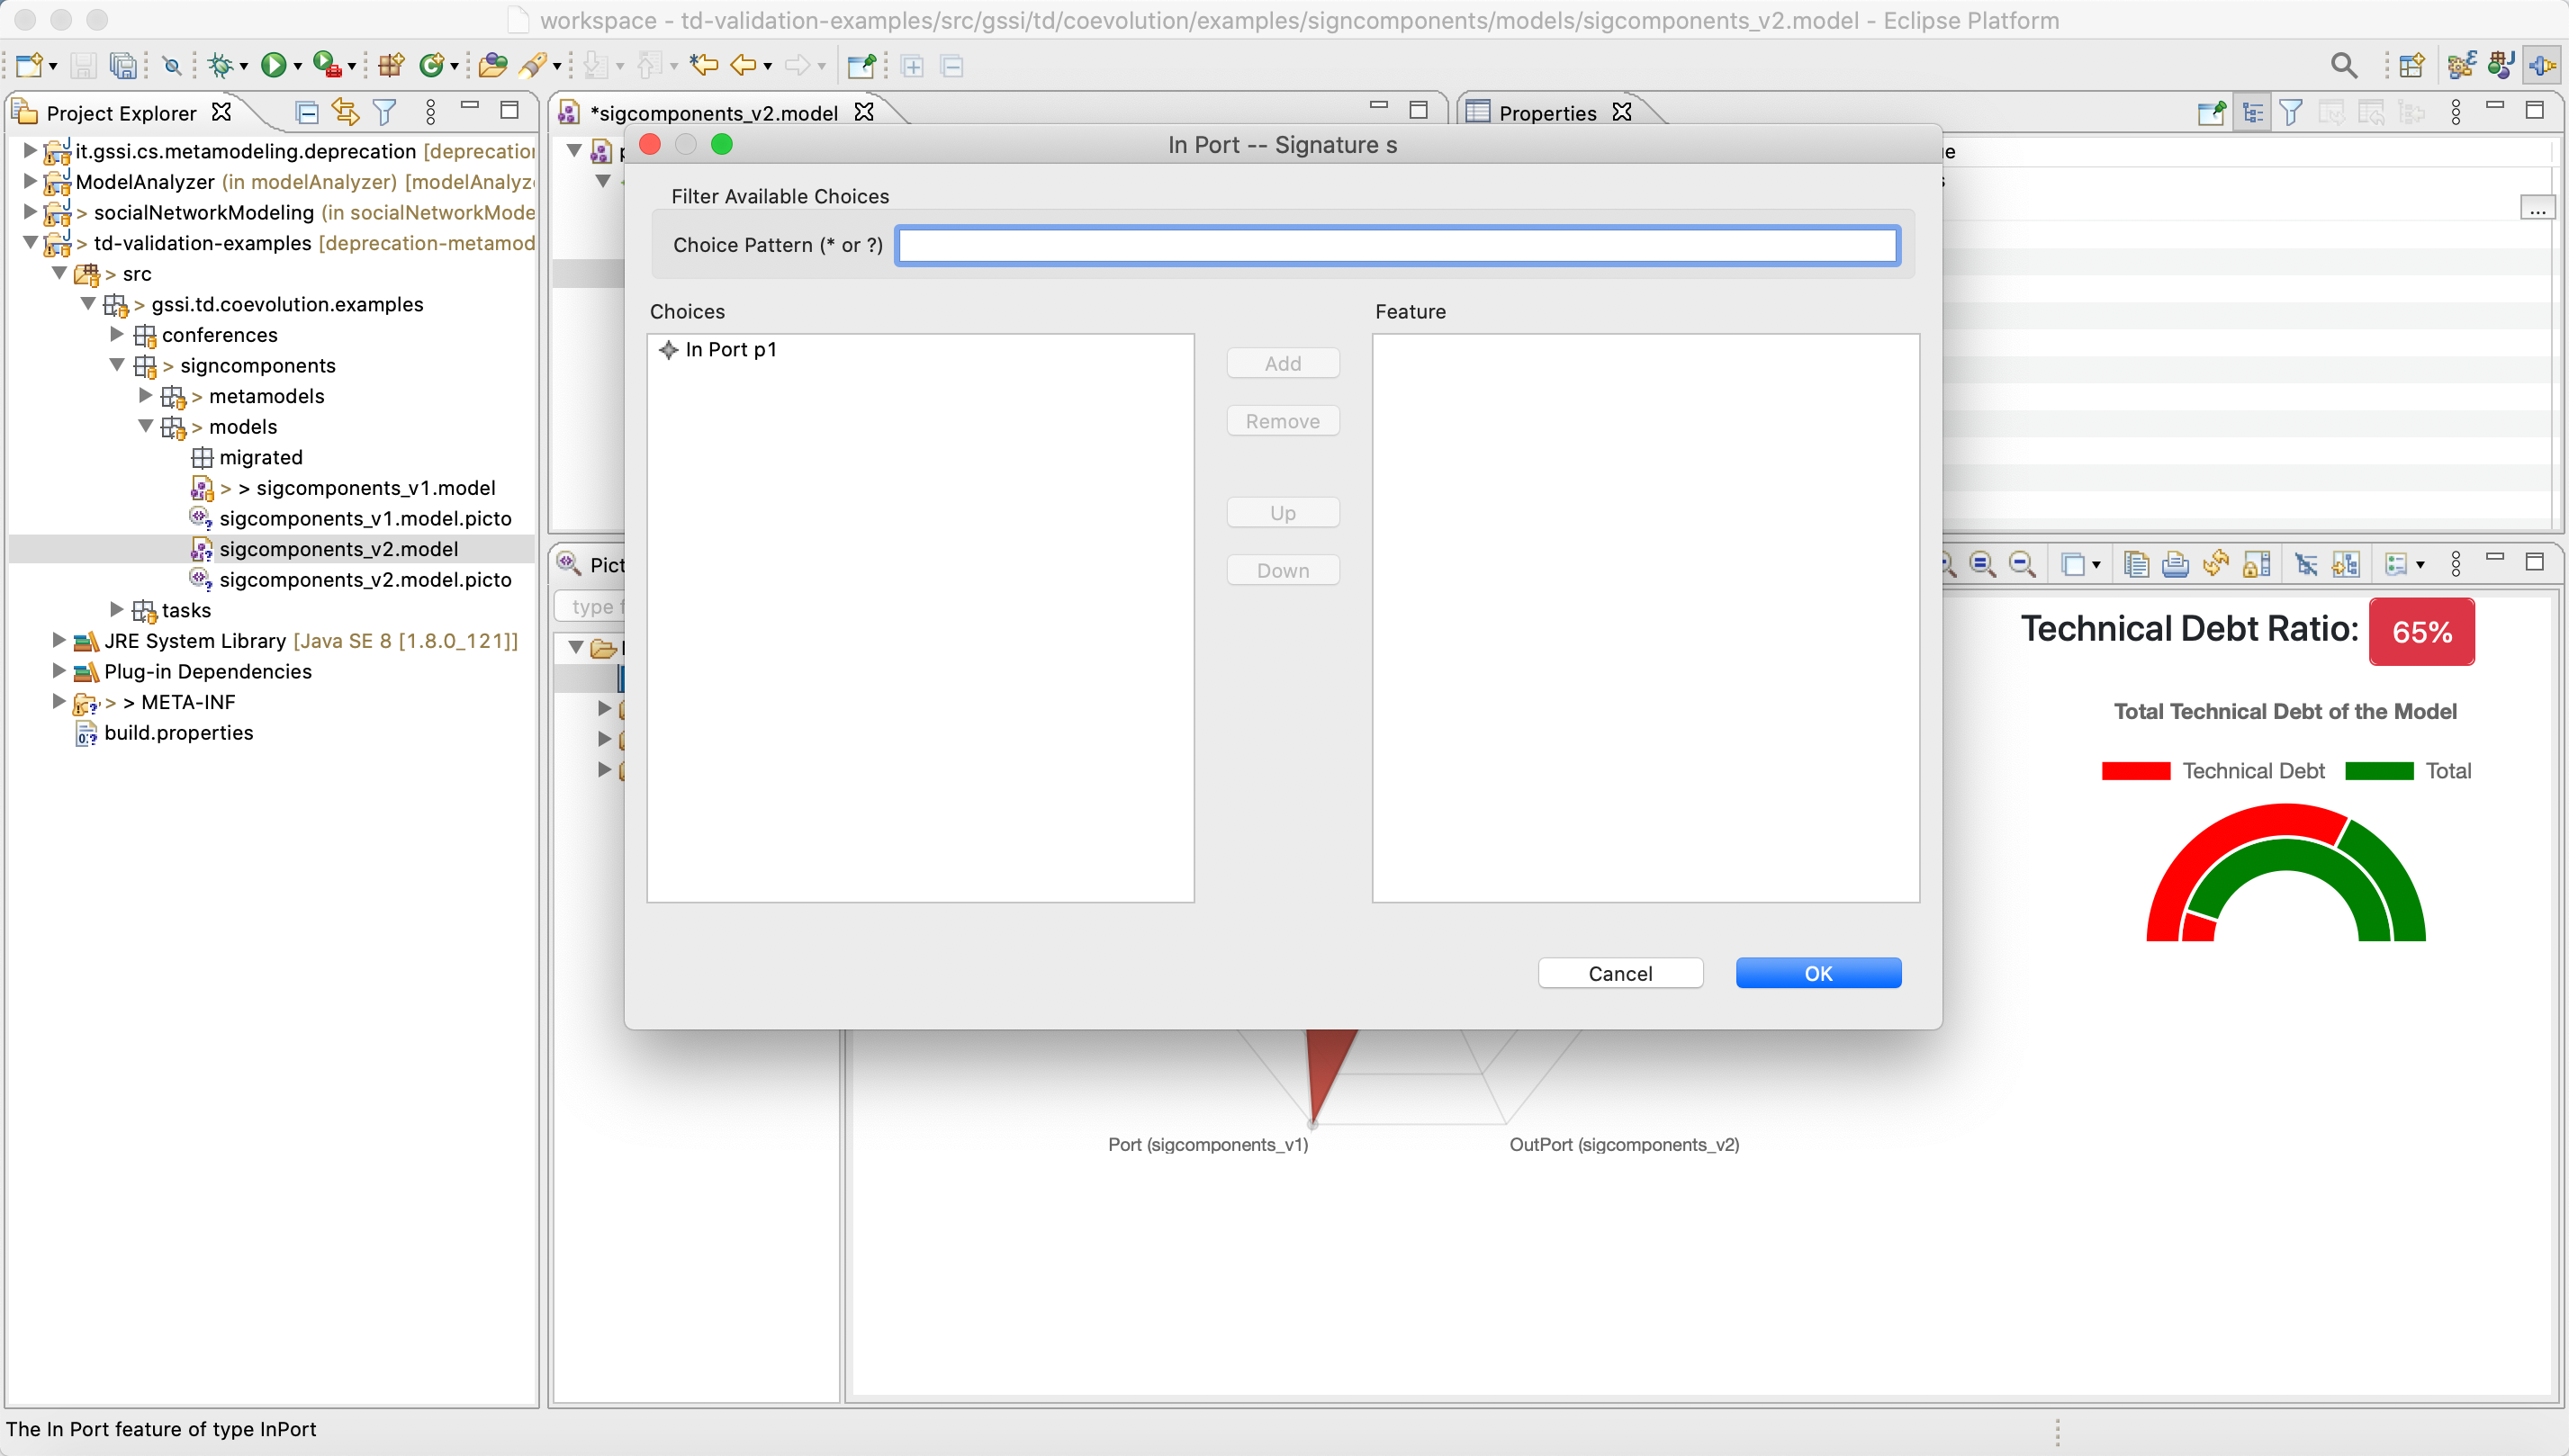 workspace - td-validation-examples/src/gssi/td/coevolution/examples/signcomponents/models/sigcomponents_v2.model - Eclipse Platform
Project Explorer
it.gssi.cs.metamodeling.deprecation [deprecation
ModelAnalyzer (in modelAnalyzer) [modelAnalyz
> socialNetworkModeling (in socialNetworkMode
> td-validation-examples [deprecation-metamod
> src
> gssi.td.coevolution.examples
conferences
> signcomponents
> metamodels
> models
migrated
> > sigcomponents_v1.model
sigcomponents_v1.model.picto
sigcomponents_v2.model
sigcomponents_v2.model.picto
tasks
JRE System Library [Java SE 8 [1.8.0_121]]
Plug-in Dependencies
> > META-INF
build.properties
*sigcomponents_v2.model
Properties
...
In Port -- Signature s
Filter Available Choices
Choice Pattern (* or ?)
Choices
Feature
In Port p1
Add
Remove
Up
Down
Cancel
OK
Pict
type f
Technical Debt Ratio: 65%
Total Technical Debt of the Model
Technical Debt
Total
Port (sigcomponents_v1)
OutPort (sigcomponents_v2)
The In Port feature of type InPort